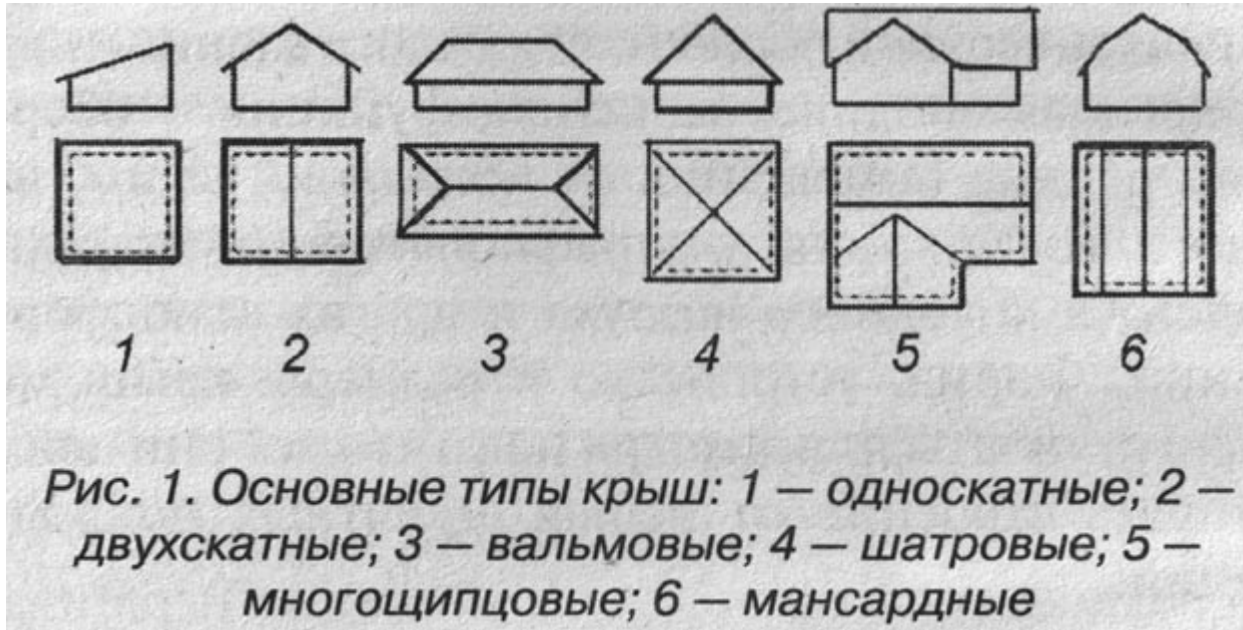 1 2 3 4 5 6
Рис. 1. Основные типы крыш: 1 — односкатные; 2 —
двухскатные; 3 — вальмовые; 4 — шатровые; 5 —
многощипцовые; 6 — мансардные